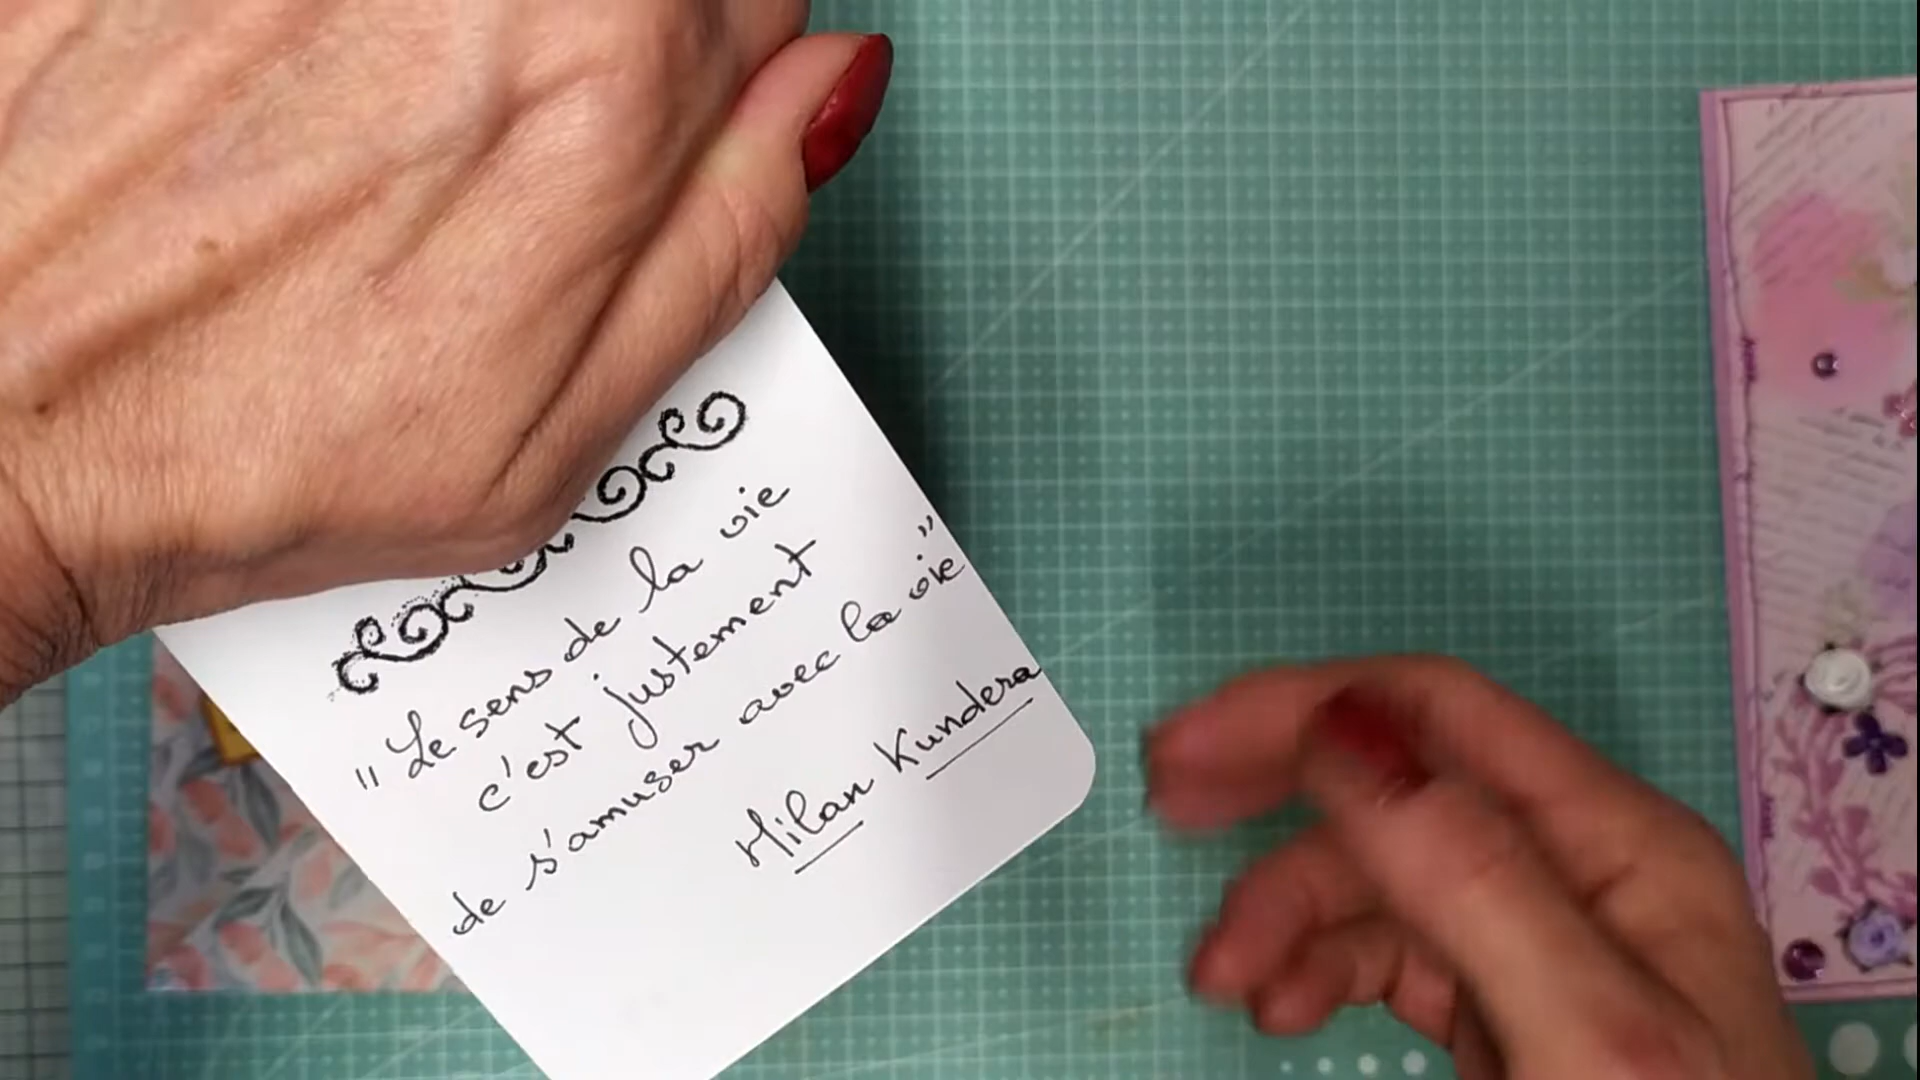 " Le sens de la vie
c'est justement
de s'amuser avec la vie "
Milan Kundera